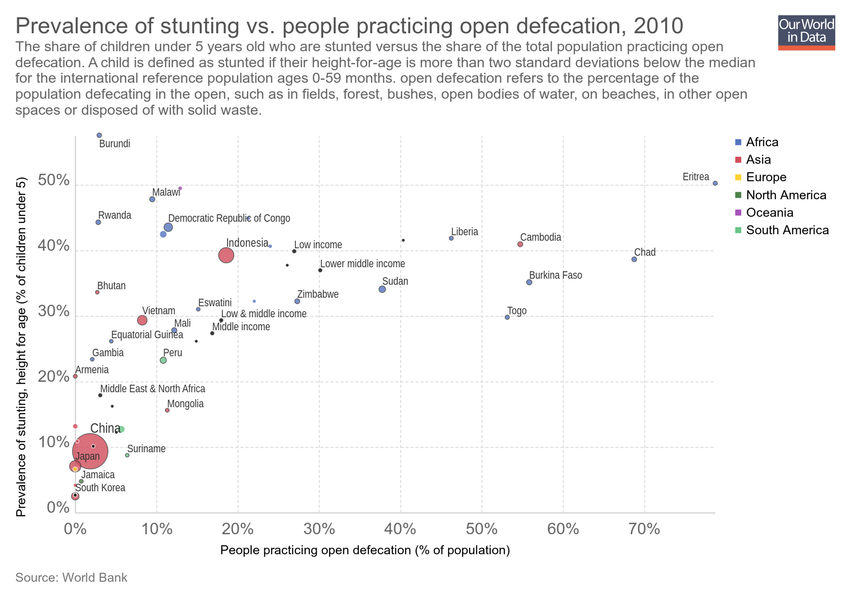 Prevalence of stunting vs. people practicing open defecation, 2010
Our World
in Data
The share of children under 5 years old who are stunted versus the share of the total population practicing open
defecation. A child is defined as stunted if their height-for-age is more than two standard deviations below the median
for the international reference population ages 0-59 months. open defecation refers to the percentage of the
population defecating in the open, such as in fields, forest, bushes, open bodies of water, on beaches, in other open
spaces or disposed of with solid waste.
Prevalence of stunting, height for age (% of children under 5)
50%
40%
30%
20%
10%
0%
Burundi
Eritrea
Malawi
Rwanda
Democratic Republic of Congo
Liberia
Cambodia
Indonesia
Low income
Chad
Lower middle income
Burkina Faso
Sudan
Bhutan
Zimbabwe
Eswatini
Vietnam
Low & middle income
Togo
Mali
Middle income
Equatorial Guinea
Gambia
Peru
Armenia
Middle East & North Africa
Mongolia
China
Suriname
Japan
Jamaica
South Korea
0%
10%
20%
30%
40%
50%
60%
70%
People practicing open defecation (% of population)
Africa
Asia
Europe
North America
Oceania
South America
Source: World Bank